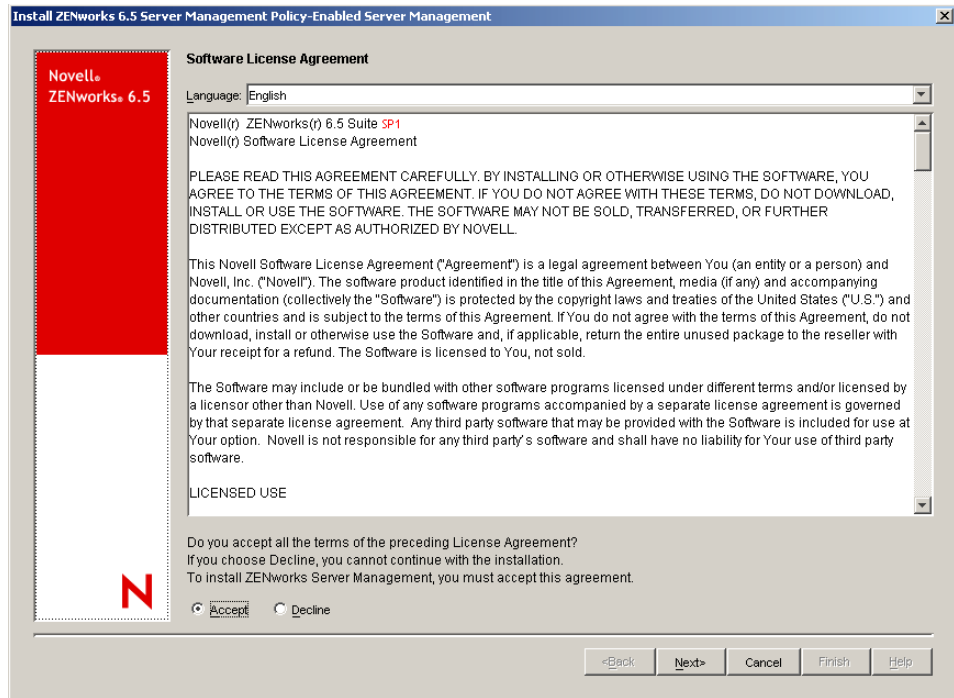 Install ZENworks 6.5 Server Management Policy-Enabled Server Management
Novell®
ZENworks® 6.5
Software License Agreement
Language: English
Novell(r) ZENworks(r) 6.5 Suite SP1
Novell(r) Software License Agreement
PLEASE READ THIS AGREEMENT CAREFULLY. BY INSTALLING OR OTHERWISE USING THE SOFTWARE, YOU
AGREE TO THE TERMS OF THIS AGREEMENT. IF YOU DO NOT AGREE WITH THESE TERMS, DO NOT DOWNLOAD,
INSTALL OR USE THE SOFTWARE. THE SOFTWARE MAY NOT BE SOLD, TRANSFERRED, OR FURTHER
DISTRIBUTED EXCEPT AS AUTHORIZED BY NOVELL.
This Novell Software License Agreement ("Agreement") is a legal agreement between You (an entity or a person) and
Novell, Inc. ("Novell"). The software product identified in the title of this Agreement, media (if any) and accompanying
documentation (collectively the "Software") is protected by the copyright laws and treaties of the United States ("U.S.") and
other countries and is subject to the terms of this Agreement. If You do not agree with the terms of this Agreement, do not
download, install or otherwise use the Software and, if applicable, return the entire unused package to the reseller with
Your receipt for a refund. The Software is licensed to You, not sold.
The Software may include or be bundled with other software programs licensed under different terms and/or licensed by
a licensor other than Novell. Use of any software programs accompanied by a separate license agreement is governed
by that separate license agreement. Any third party software that may be provided with the Software is included for use at
Your option. Novell is not responsible for any third party's software and shall have no liability for Your use of third party
software.
LICENSED USE
Do you accept all the terms of the preceding License Agreement?
If you choose Decline, you cannot continue with the installation.
To install ZENworks Server Management, you must accept this agreement.
Accept Decline
N
<Back Next> Cancel Finish Help